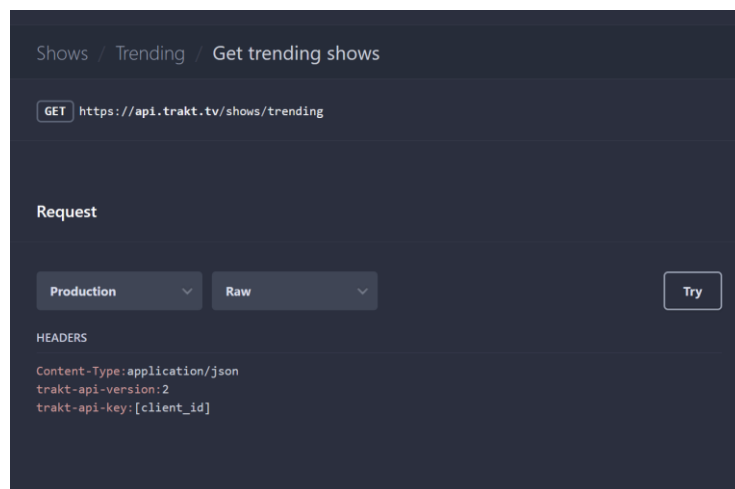 Shows / Trending / Get trending shows
GET https://api.trakt.tv/shows/trending
Request
Production Raw Try
HEADERS
Content-Type:application/json
trakt-api-version:2
trakt-api-key:[client_id]